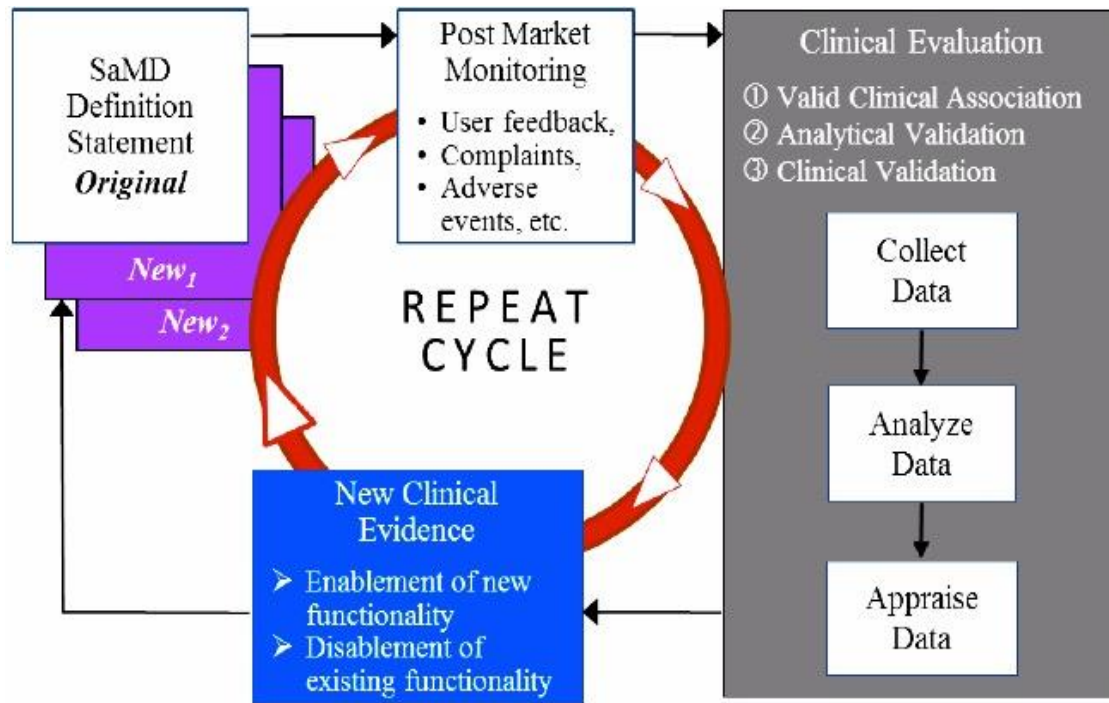 SaMD
Definition
Statement
Original
New1
New2
Post Market
Monitoring
• User feedback,
• Complaints,
• Adverse
events, etc.
REPEAT
CYCLE
New Clinical
Evidence
➢ Enablement of new
functionality
➢ Disablement of
existing functionality
Clinical Evaluation
① Valid Clinical Association
② Analytical Validation
③ Clinical Validation
Collect
Data
Analyze
Data
Appraise
Data